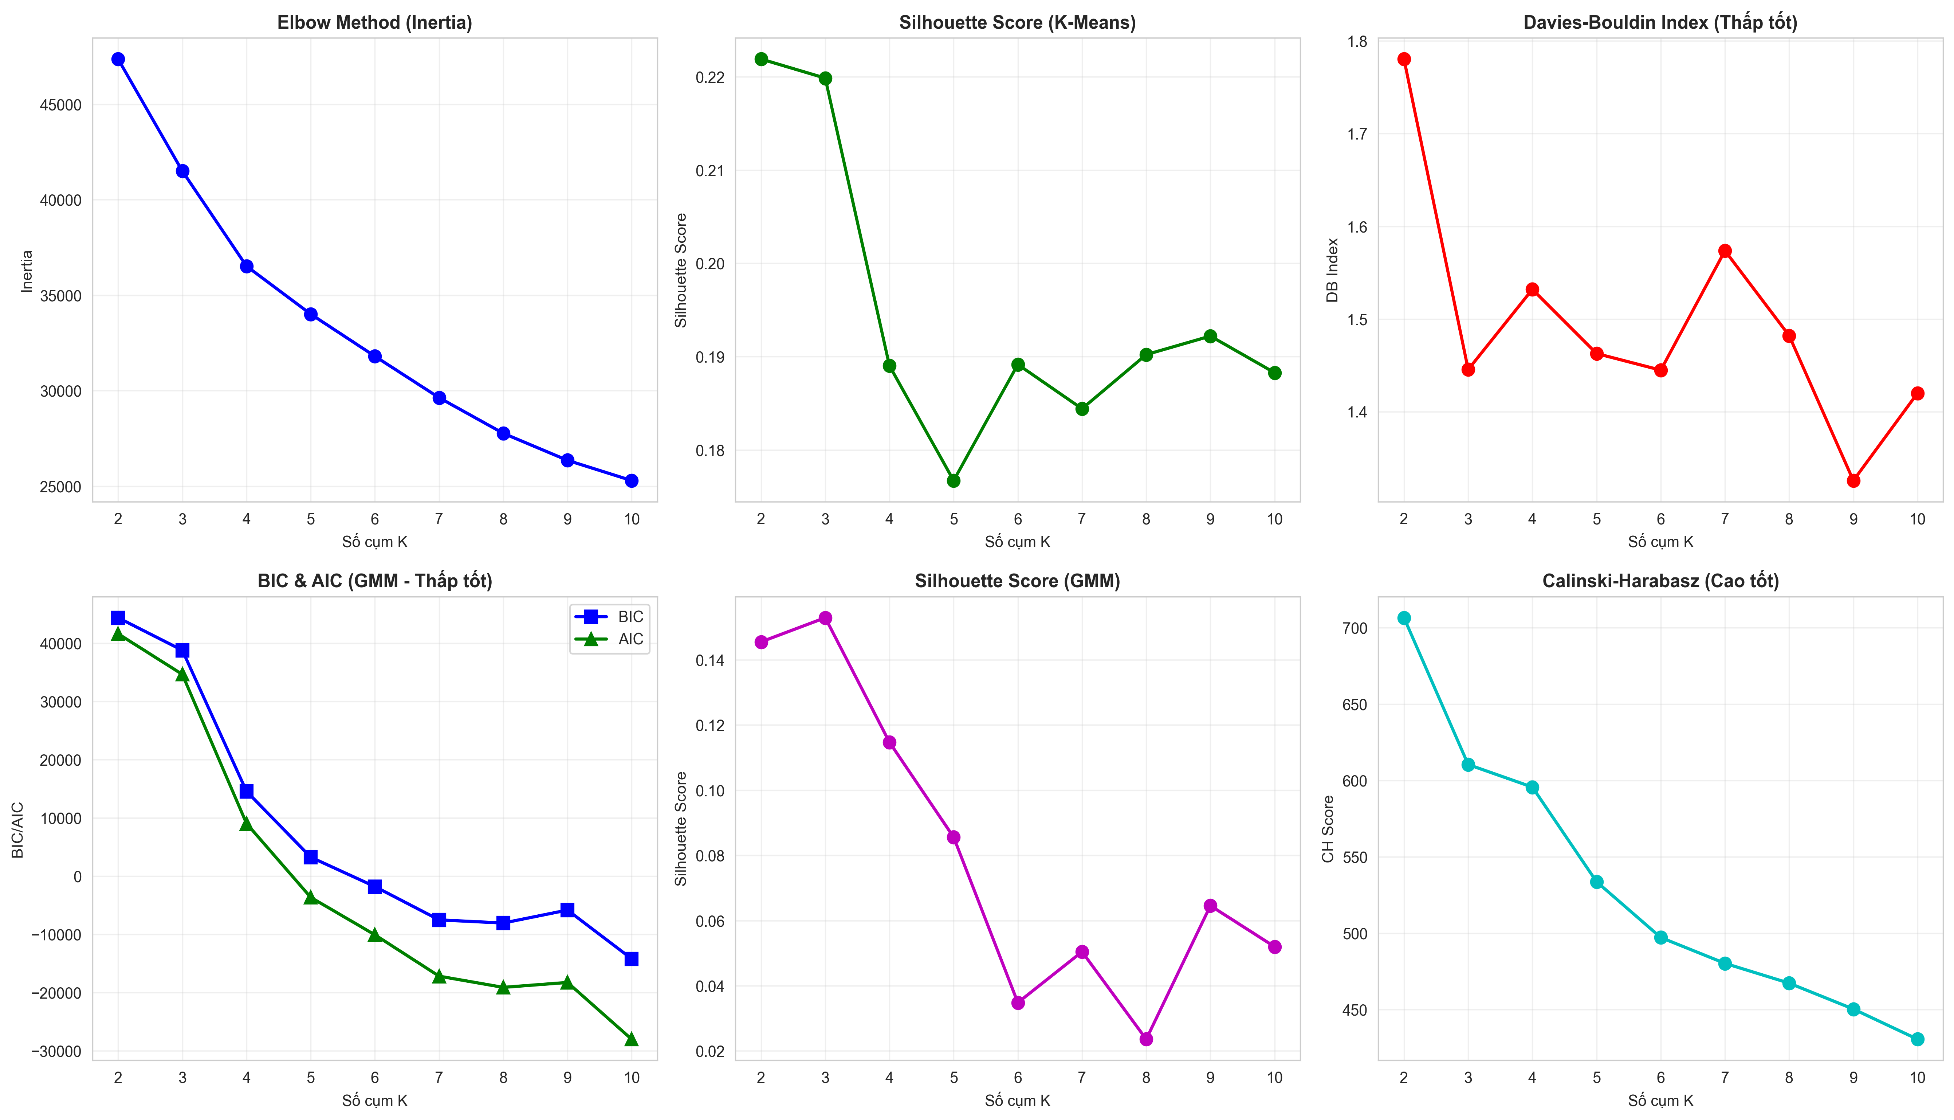 Elbow Method (Inertia)
Inertia
45000
40000
35000
30000
25000
2 3 4 5 6 7 8 9 10
Số cụm K
Silhouette Score (K-Means)
Silhouette Score
0.22
0.21
0.20
0.19
0.18
2 3 4 5 6 7 8 9 10
Số cụm K
Davies-Bouldin Index (Thấp tốt)
DB Index
1.8
1.7
1.6
1.5
1.4
2 3 4 5 6 7 8 9 10
Số cụm K
BIC & AIC (GMM - Thấp tốt)
BIC/AIC
BIC
AIC
40000
30000
20000
10000
0
−10000
−20000
−30000
2 3 4 5 6 7 8 9 10
Số cụm K
Silhouette Score (GMM)
Silhouette Score
0.14
0.12
0.10
0.08
0.06
0.04
0.02
2 3 4 5 6 7 8 9 10
Số cụm K
Calinski-Harabasz (Cao tốt)
CH Score
700
650
600
550
500
450
2 3 4 5 6 7 8 9 10
Số cụm K